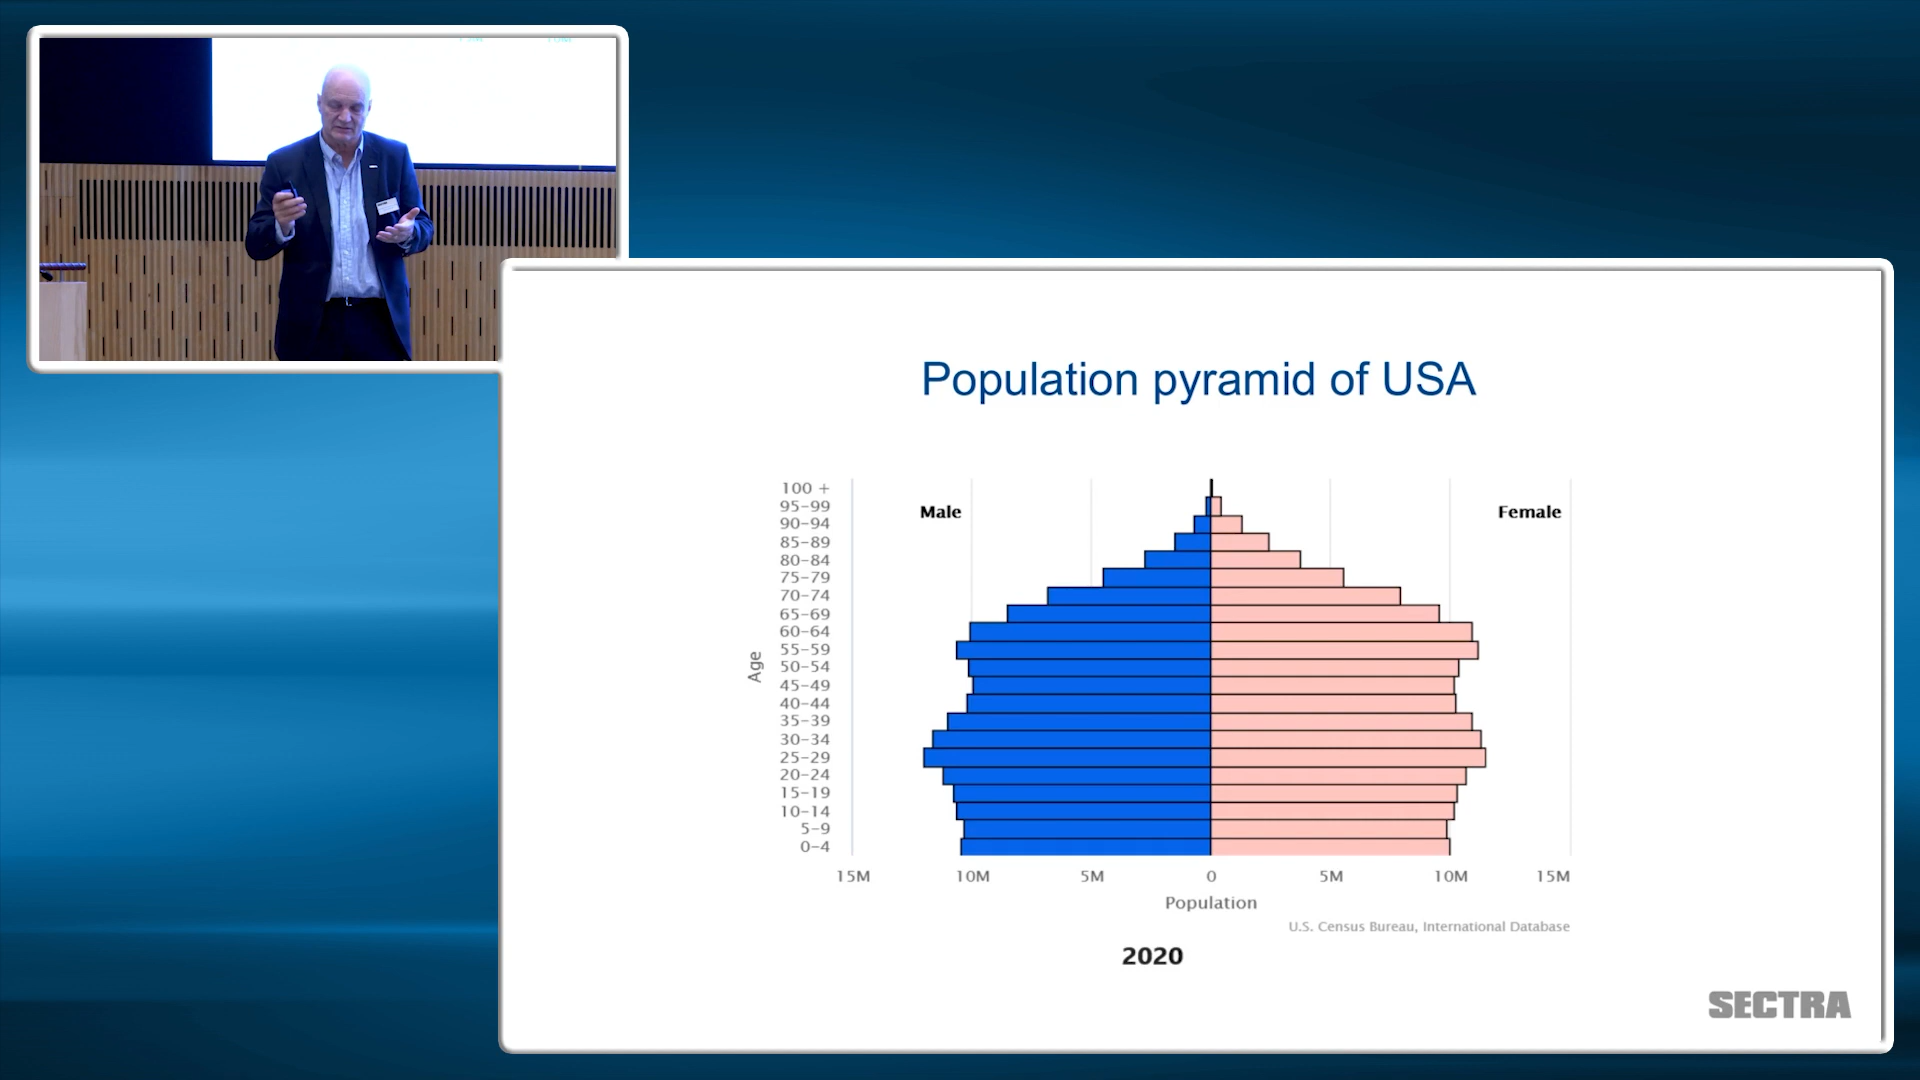 Population pyramid of USA
100 +
95-99
90-94
85-89
80-84
75-79
70-74
65-69
60-64
55-59
50-54
45-49
40-44
35-39
30-34
25-29
20-24
15-19
10-14
5-9
0-4
Age
Male
Female
15M 10M 5M 0 5M 10M 15M
Population
U.S. Census Bureau, International Database
2020
SECTRA